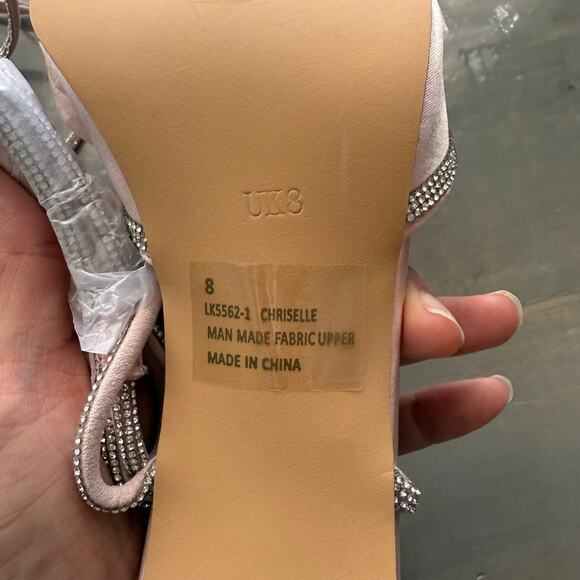 UK8
8
LK5562-1 CHRISELLE
MAN MADE FABRIC UPPER
MADE IN CHINA